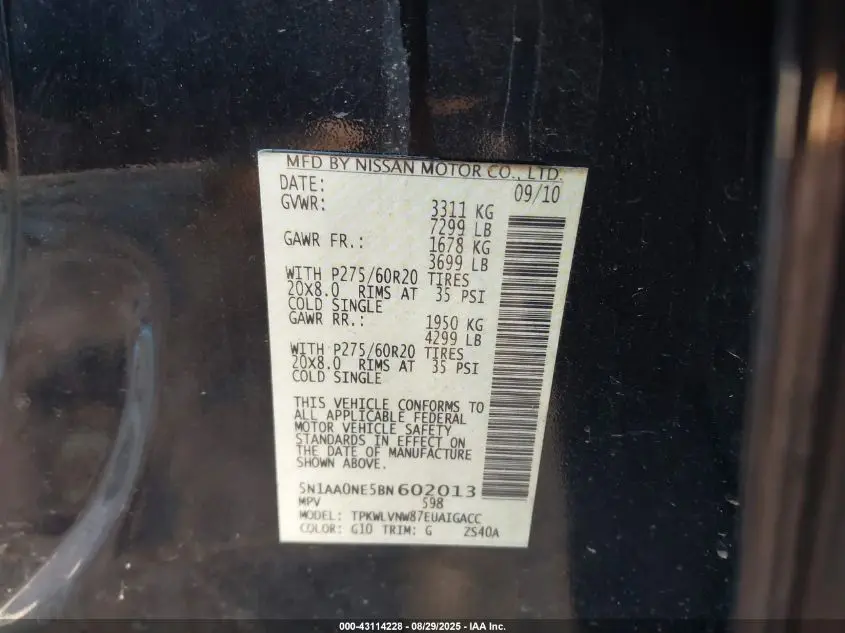 MFD BY NISSAN MOTOR CO., LTD.
DATE: 09/10
GVWR: 3311 KG
7299 LB
GAWR FR.: 1678 KG
3699 LB
WITH P275/60R20 TIRES
20X8.0 RIMS AT 35 PSI
COLD SINGLE
GAWR RR.: 1950 KG
4299 LB
WITH P275/60R20 TIRES
20X8.0 RIMS AT 35 PSI
COLD SINGLE
THIS VEHICLE CONFORMS TO
ALL APPLICABLE FEDERAL
MOTOR VEHICLE SAFETY
STANDARDS IN EFFECT ON
THE DATE OF MANUFACTURE
SHOWN ABOVE.
5N1AA0NE5BN602013
MPV 598
MODEL: TPKWLVNW87EUAIGACC
COLOR: G10 TRIM: G 2S40A
000-43114228 - 08/29/2025 - IAA Inc.